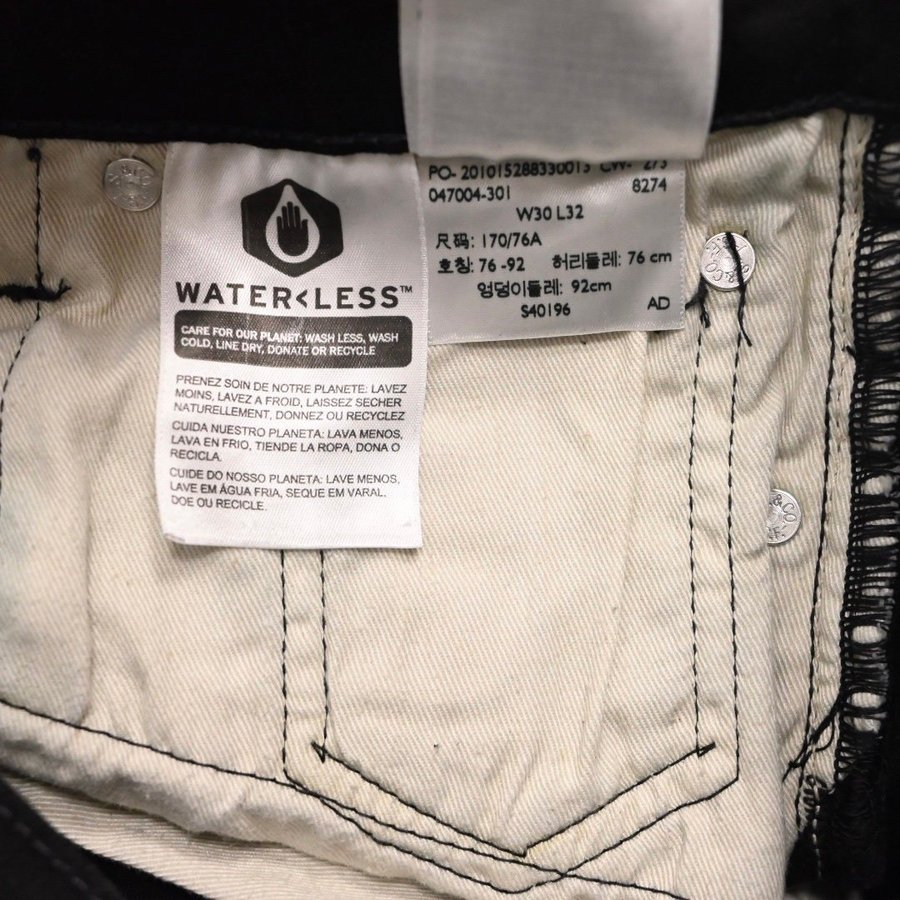 WATER<LESS™
CARE FOR OUR PLANET: WASH LESS, WASH
COLD, LINE DRY, DONATE OR RECYCLE
PRENEZ SOIN DE NOTRE PLANETE: LAVEZ
MOINS, LAVEZ A FROID, LAISSEZ SECHER
NATURELLEMENT, DONNEZ OU RECYCLEZ
CUIDA NUESTRO PLANETA: LAVA MENOS,
LAVA EN FRIO, TIENDE LA ROPA, DONA O
RECICLA.
CUIDE DO NOSSO PLANETA: LAVE MENOS,
LAVE EM ÁGUA FRIA, SEQUE EM VARAL.
DOE OU RECICLE.
PO- 201015288330013 CW- 273
047004-301 8274
W30 L32
尺码: 170/76A
호칭: 76 -92 허리둘레: 76 cm
엉덩이둘레: 92cm
S40196 AD